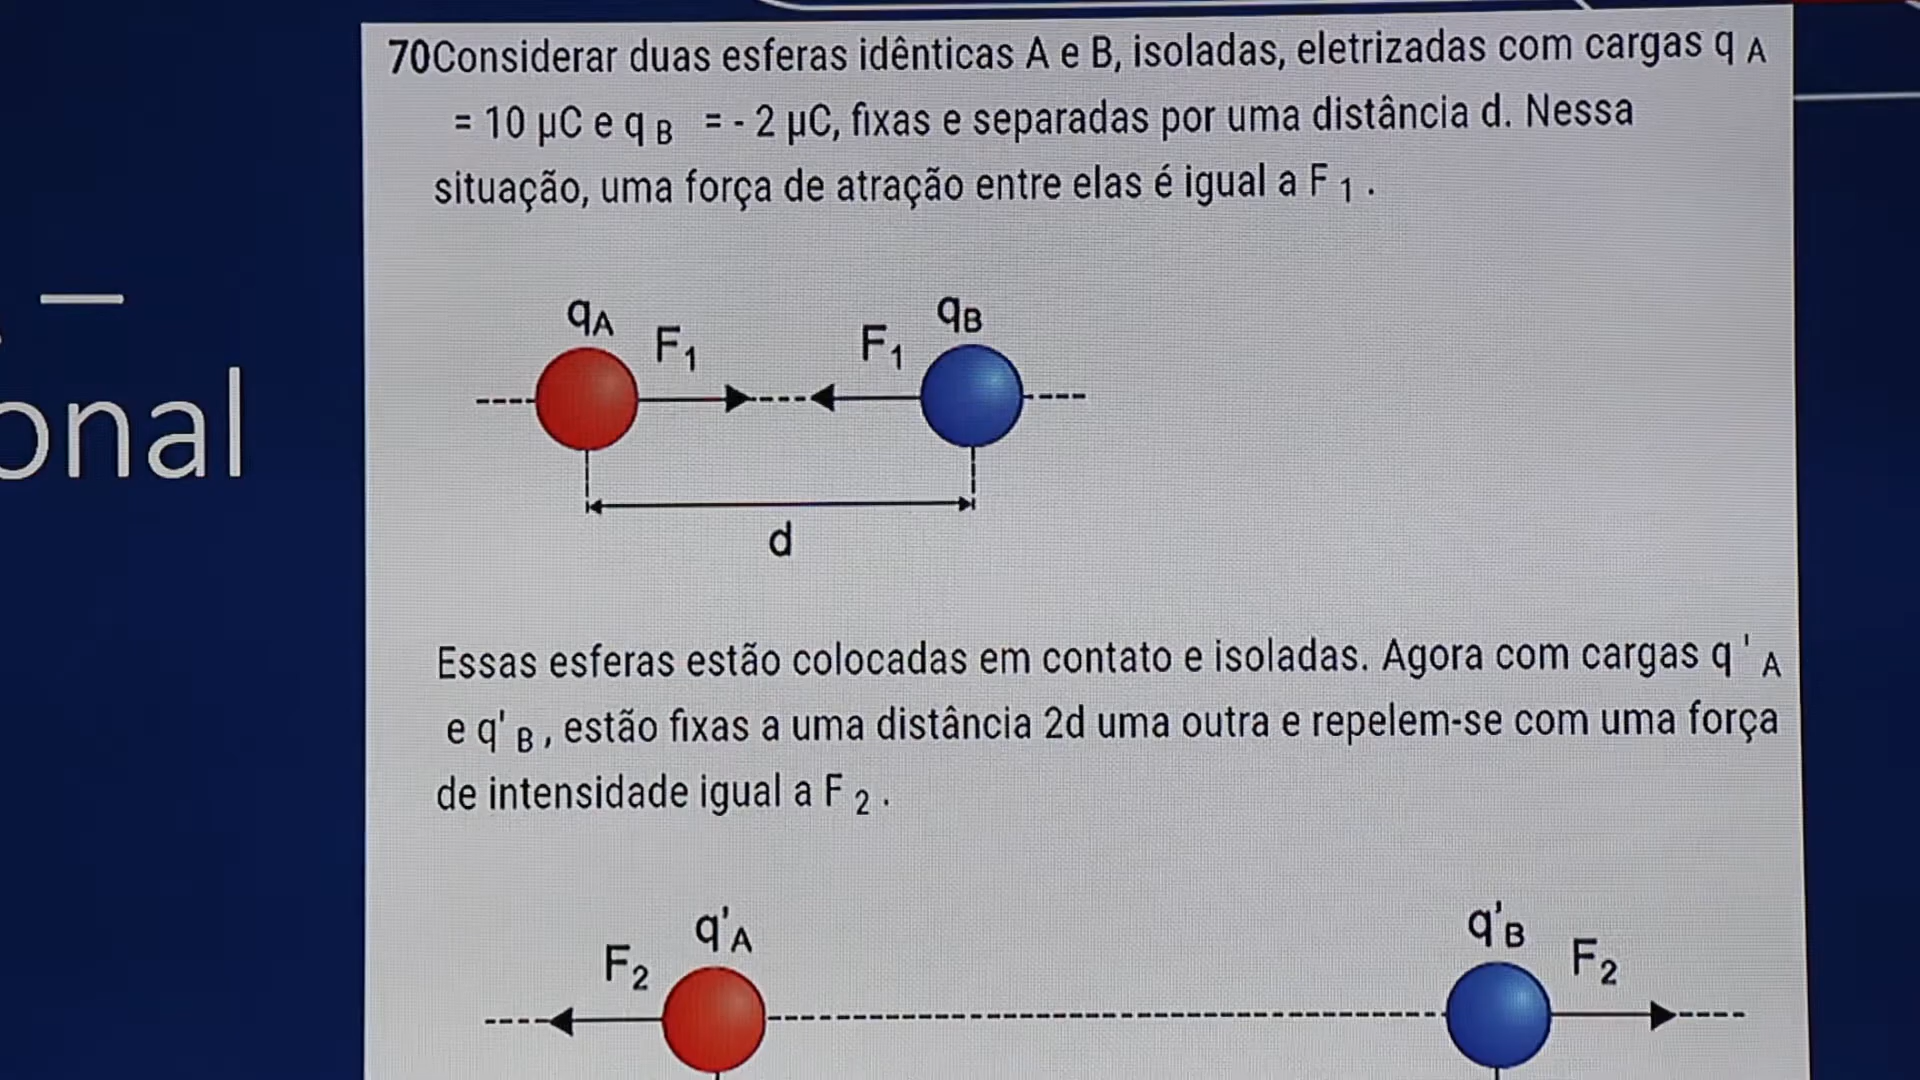 onal
70Considerar duas esferas idênticas A e B, isoladas, eletrizadas com cargas q A
= 10 μC e q B = - 2 μC, fixas e separadas por uma distância d. Nessa
situação, uma força de atração entre elas é igual a F 1 .
qA F1 F1 qB
d
Essas esferas estão colocadas em contato e isoladas. Agora com cargas q ' A
e q' B , estão fixas a uma distância 2d uma outra e repelem-se com uma força
de intensidade igual a F 2 .
F2 q'A q'B F2